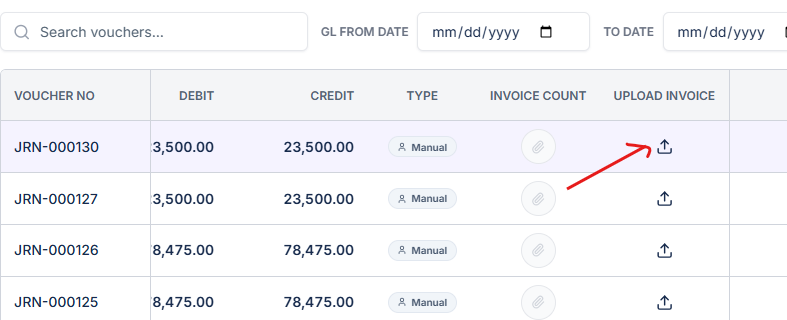 Search vouchers... GL FROM DATE mm/dd/yyyy TO DATE mm/dd/yyyy
VOUCHER NO DEBIT CREDIT TYPE INVOICE COUNT UPLOAD INVOICE
JRN-000130 3,500.00 23,500.00 Manual
JRN-000127 3,500.00 23,500.00 Manual
JRN-000126 8,475.00 78,475.00 Manual
JRN-000125 8,475.00 78,475.00 Manual